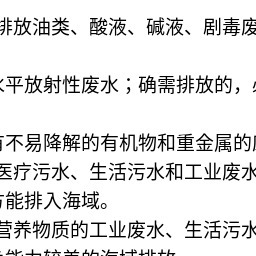 排放油类、酸液、碱液、剧毒废
水平放射性废水；确需排放的，
有不易降解的有机物和重金属的
医疗污水、生活污水和工业废水
方能排入海域。
营养物质的工业废水、生活污水